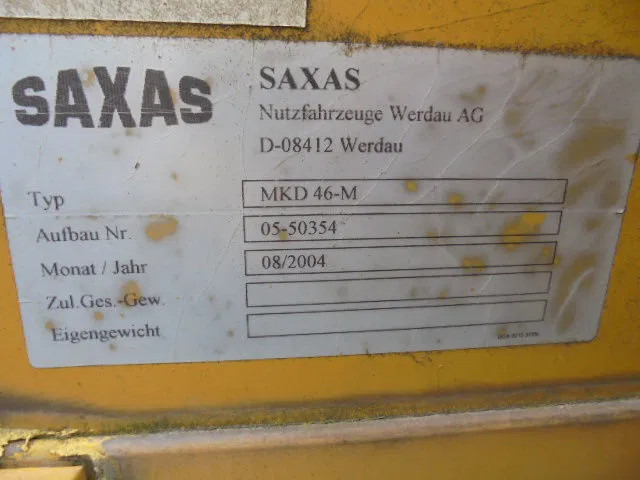 SAXAS
SAXAS
Nutzfahrzeuge Werdau AG
D-08412 Werdau
Typ MKD 46-M
Aufbau Nr. 05-50354
Monat / Jahr 08/2004
Zul.Ges.-Gew.
Eigengewicht